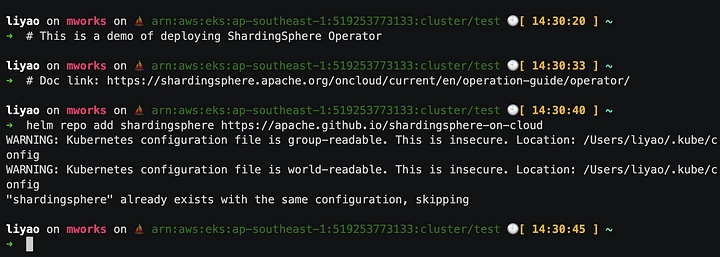 liyao on mworks on arn:aws:eks:ap-southeast-1:519253773133:cluster/test [ 14:30:20 ] ~
→ # This is a demo of deploying ShardingSphere Operator
liyao on mworks on arn:aws:eks:ap-southeast-1:519253773133:cluster/test [ 14:30:33 ] ~
→ # Doc link: https://shardingsphere.apache.org/oncloud/current/en/operation-guide/operator/
liyao on mworks on arn:aws:eks:ap-southeast-1:519253773133:cluster/test [ 14:30:40 ] ~
→ helm repo add shardingsphere https://apache.github.io/shardingsphere-on-cloud
WARNING: Kubernetes configuration file is group-readable. This is insecure. Location: /Users/liyao/.kube/c
onfig
WARNING: Kubernetes configuration file is world-readable. This is insecure. Location: /Users/liyao/.kube/c
onfig
"shardingsphere" already exists with the same configuration, skipping
liyao on mworks on arn:aws:eks:ap-southeast-1:519253773133:cluster/test [ 14:30:45 ] ~
→